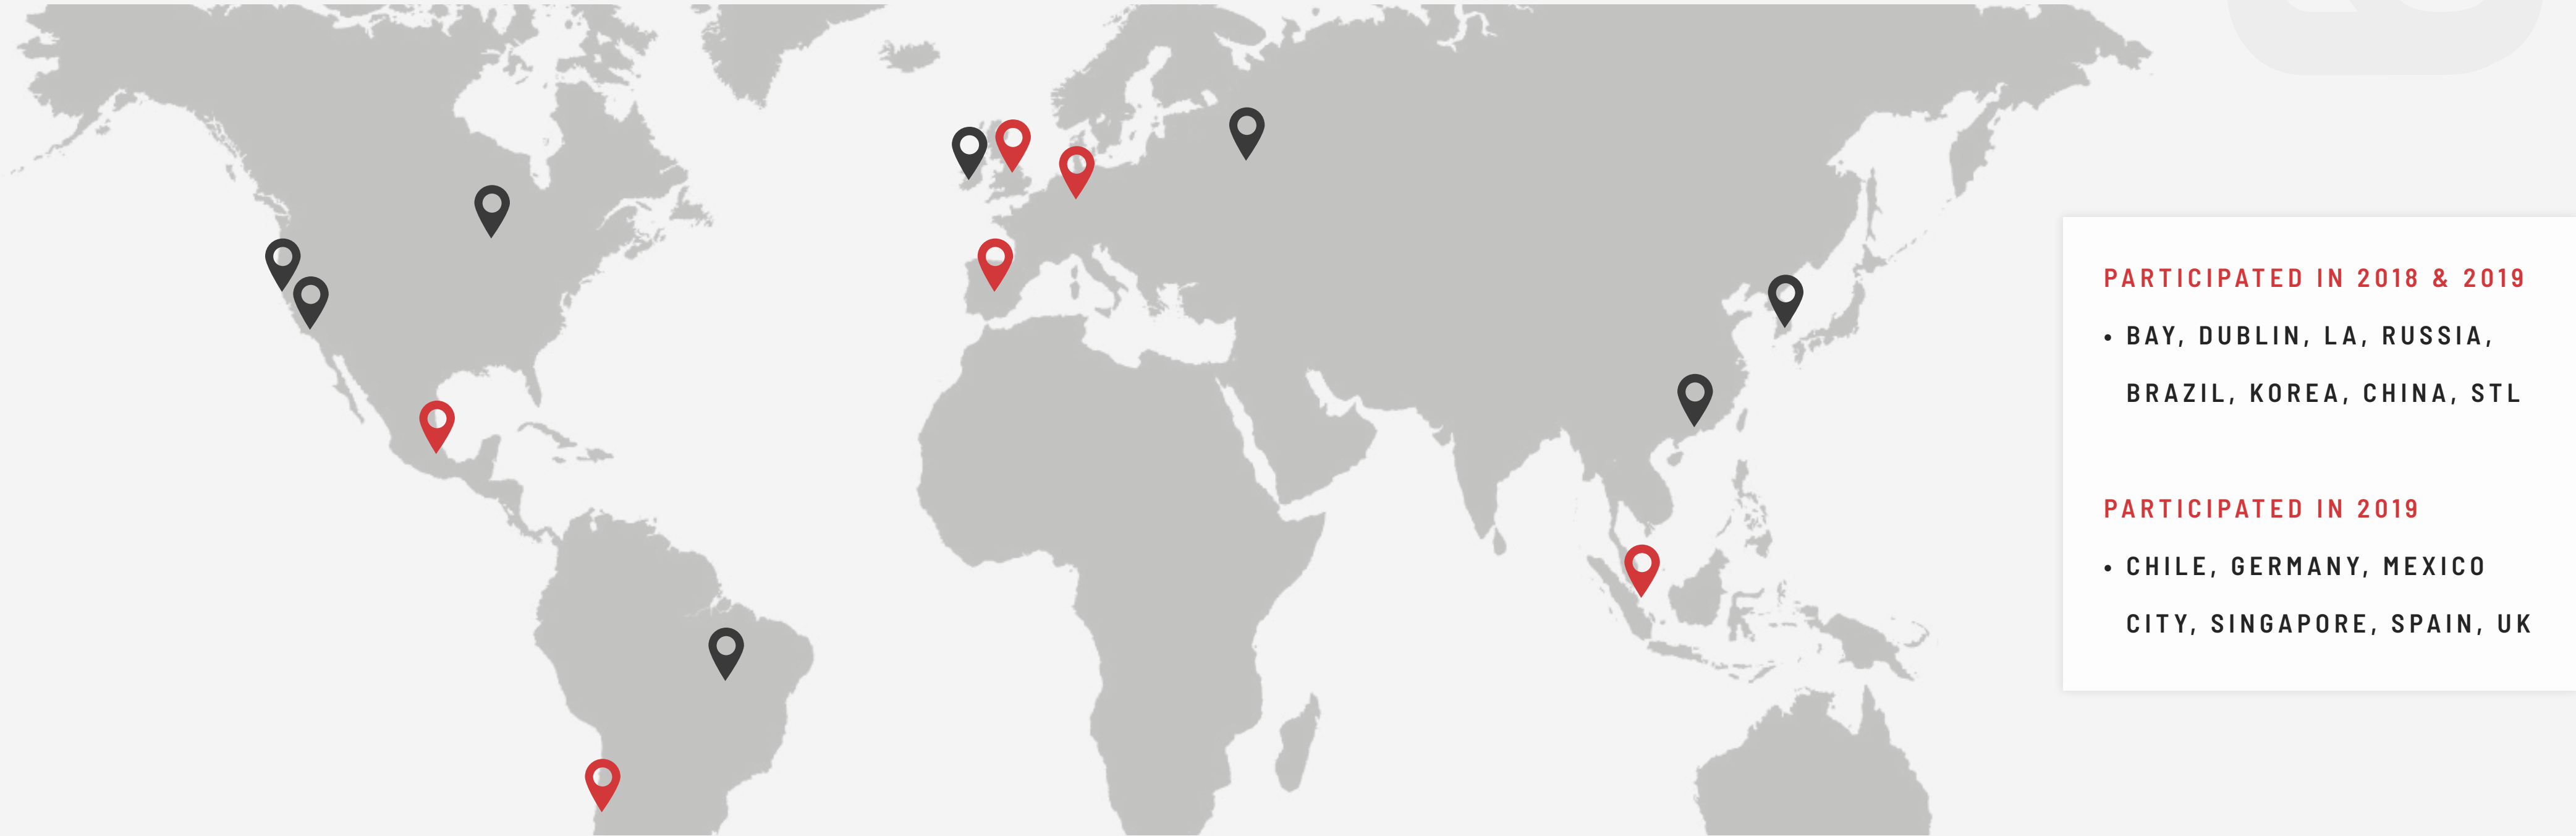 PARTICIPATED IN 2018 & 2019
• BAY, DUBLIN, LA, RUSSIA,
BRAZIL, KOREA, CHINA, STL
PARTICIPATED IN 2019
• CHILE, GERMANY, MEXICO
CITY, SINGAPORE, SPAIN, UK